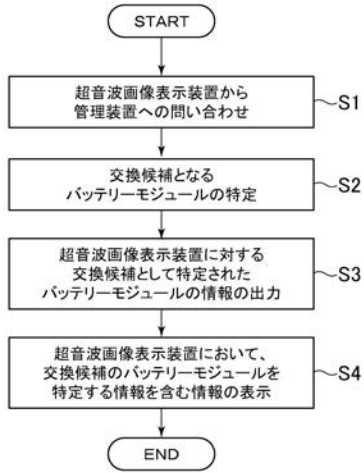 START
超音波画像表示装置から
管理装置への問い合わせ
S1
交換候補となる
バッテリーモジュールの特定
S2
超音波画像表示装置に対する
交換候補として特定された
バッテリーモジュールの情報の出力
S3
超音波画像表示装置において、
交換候補のバッテリーモジュールを
特定する情報を含む情報の表示
S4
END